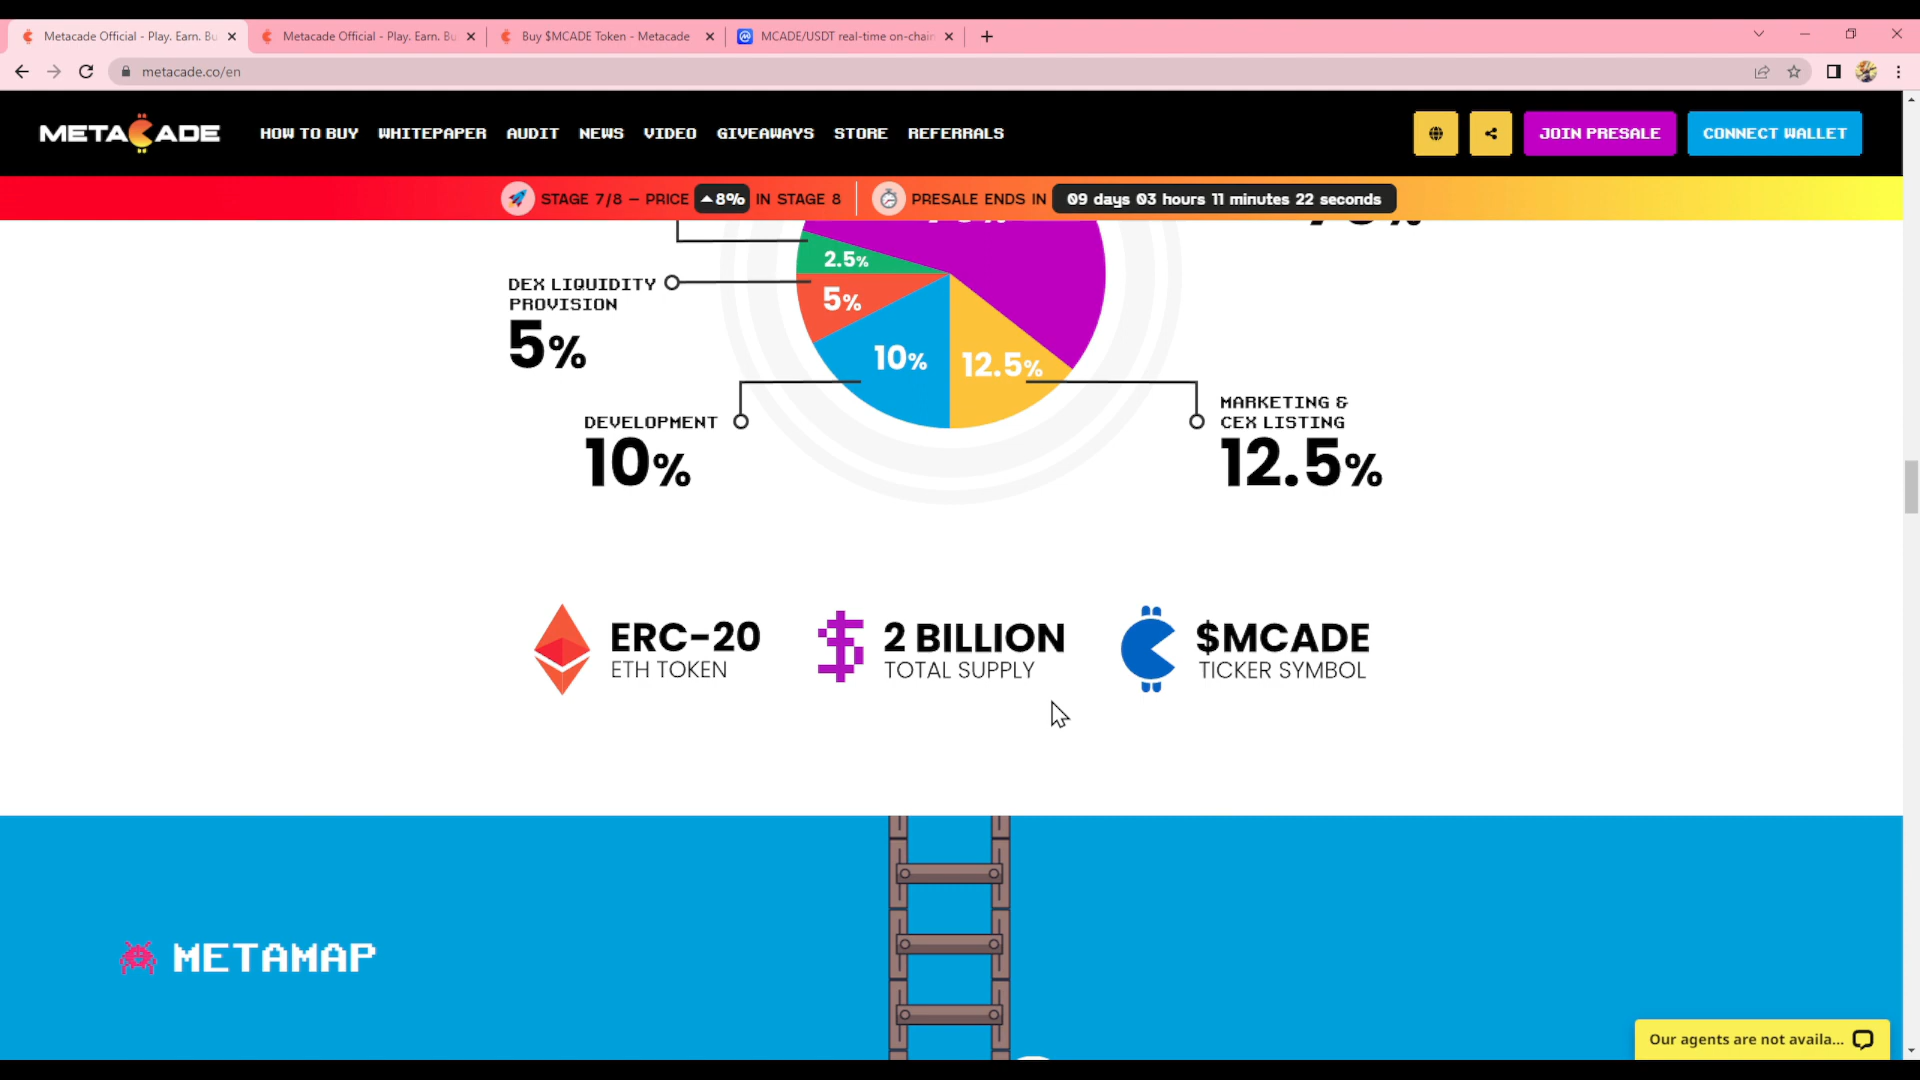 Metacade Official - Play. Earn. Bu
Metacade Official - Play. Earn. Bu
Buy $MCADE Token - Metacade
MCADE/USDT real-time on-chain
metacade.co/en
METACADE
HOW TO BUY
WHITEPAPER
AUDIT
NEWS
VIDEO
GIVEAWAYS
STORE
REFERRALS
JOIN PRESALE
CONNECT WALLET
STAGE 7/8 – PRICE 8% IN STAGE 8
PRESALE ENDS IN 09 days 03 hours 11 minutes 22 seconds
2.5%
DEX LIQUIDITY
PROVISION
5%
5%
10%
12.5%
DEVELOPMENT
10%
MARKETING &
CEX LISTING
12.5%
ERC-20
ETH TOKEN
2 BILLION
TOTAL SUPPLY
$MCADE
TICKER SYMBOL
METAMAP
Our agents are not availa...